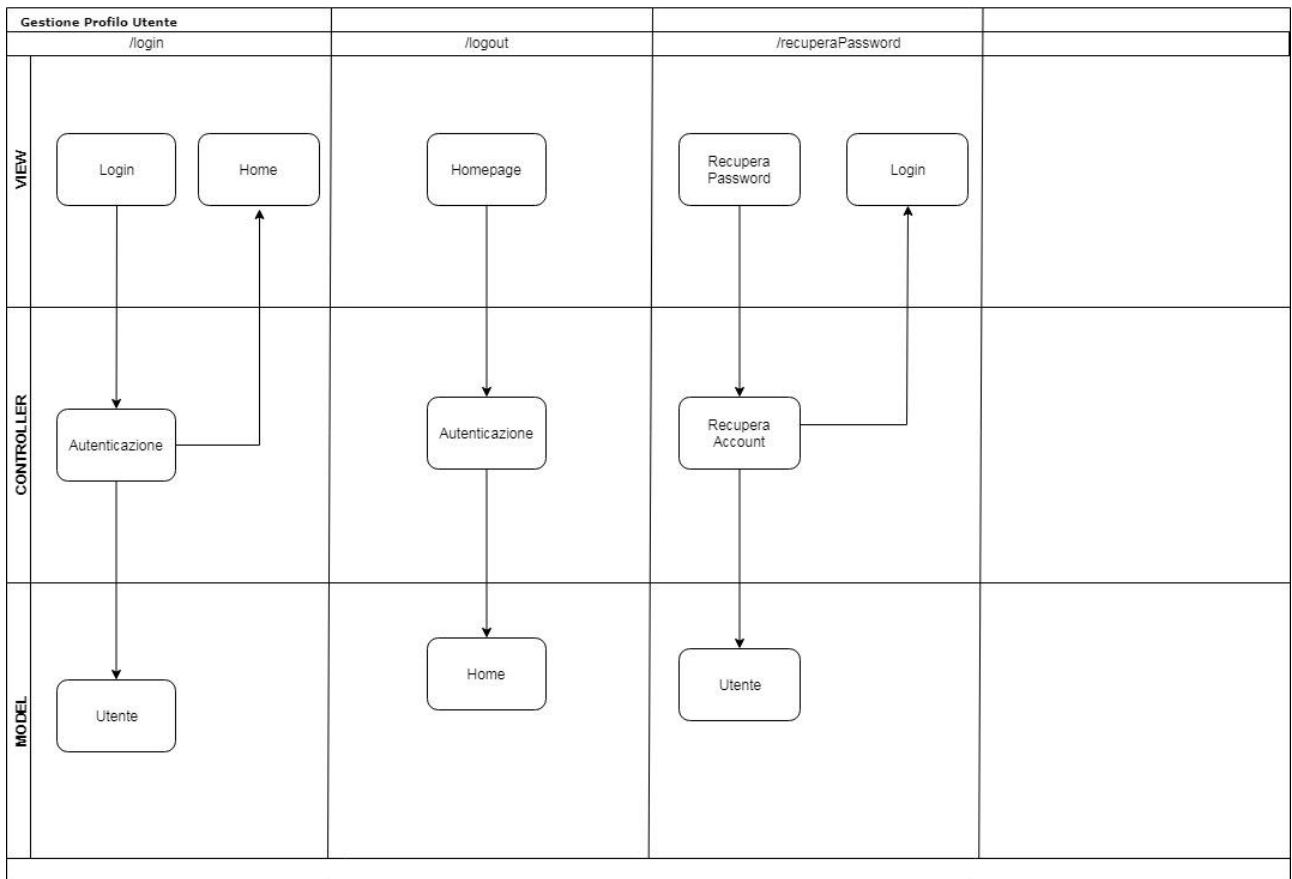 Gestione Profilo Utente
/login
/logout
/recuperaPassword
VIEW
Login
Home
Homepage
Recupera
Password
Login
CONTROLLER
Autenticazione
Autenticazione
Recupera
Account
MODEL
Utente
Home
Utente